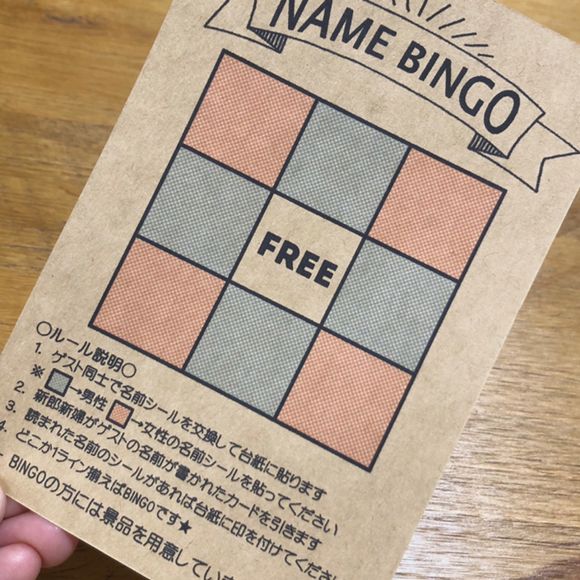 NAME BINGO
FREE
〇ルール説明〇
1. ゲスト同士で名前シールを交換して台紙に貼ります
※ →男性 →女性の名前シールを貼ってください
2. 新郎新婦がゲストの名前が書かれたカードを引きます
3. 読まれた名前のシールがあれば台紙に印を付けてくださ
4. どこか1ライン揃えばBINGOです★
BINGOの方には景品を用意していま